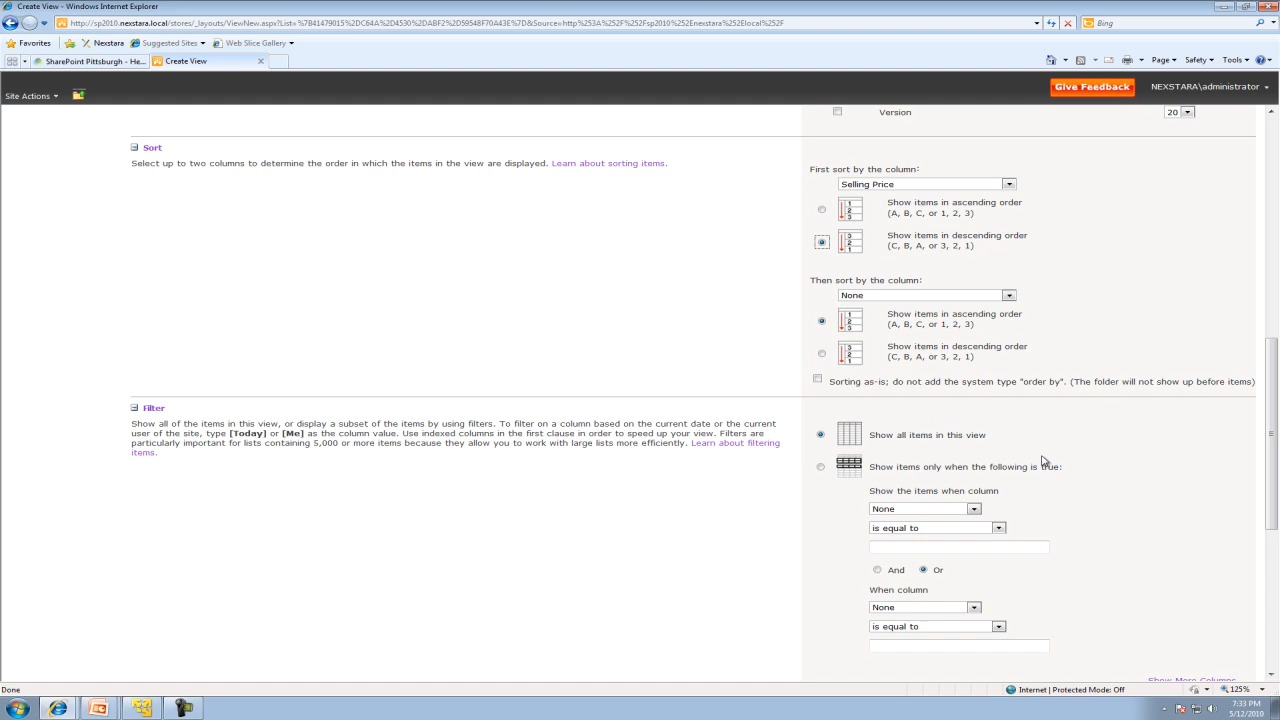 Create View - Windows Internet Explorer
http://sp2010.nexstara.local/stores/_layouts/ViewNew.aspx?List=%7B41479015%2DC64A%2D4530%2DABF2%2D59548F70A43E%7D&Source=http%253A%252F%252Fsp2010%252Enexstara%252Elocal%252F
Bing
Favorites
Nexstara
Suggested Sites
Web Slice Gallery
SharePoint Pittsburgh - He...
Create View
Page
Safety
Tools
Site Actions
Give Feedback
NEXSTARA\administrator
Version
20
Sort
Select up to two columns to determine the order in which the items in the view are displayed. Learn about sorting items.
First sort by the column:
Selling Price
Show items in ascending order
(A, B, C, or 1, 2, 3)
Show items in descending order
(C, B, A, or 3, 2, 1)
Then sort by the column:
None
Show items in ascending order
(A, B, C, or 1, 2, 3)
Show items in descending order
(C, B, A, or 3, 2, 1)
Sorting as-is; do not add the system type "order by". (The folder will not show up before items)
Filter
Show all of the items in this view, or display a subset of the items by using filters. To filter on a column based on the current date or the current
user of the site, type [Today] or [Me] as the column value. Use indexed columns in the first clause in order to speed up your view. Filters are
particularly important for lists containing 5,000 or more items because they allow you to work with large lists more efficiently. Learn about filtering
items.
Show all items in this view
Show items only when the following is true:
Show the items when column
None
is equal to
And
Or
When column
None
is equal to
Show More Columns
Done
Internet | Protected Mode: Off
125%
7:33 PM
5/12/2010